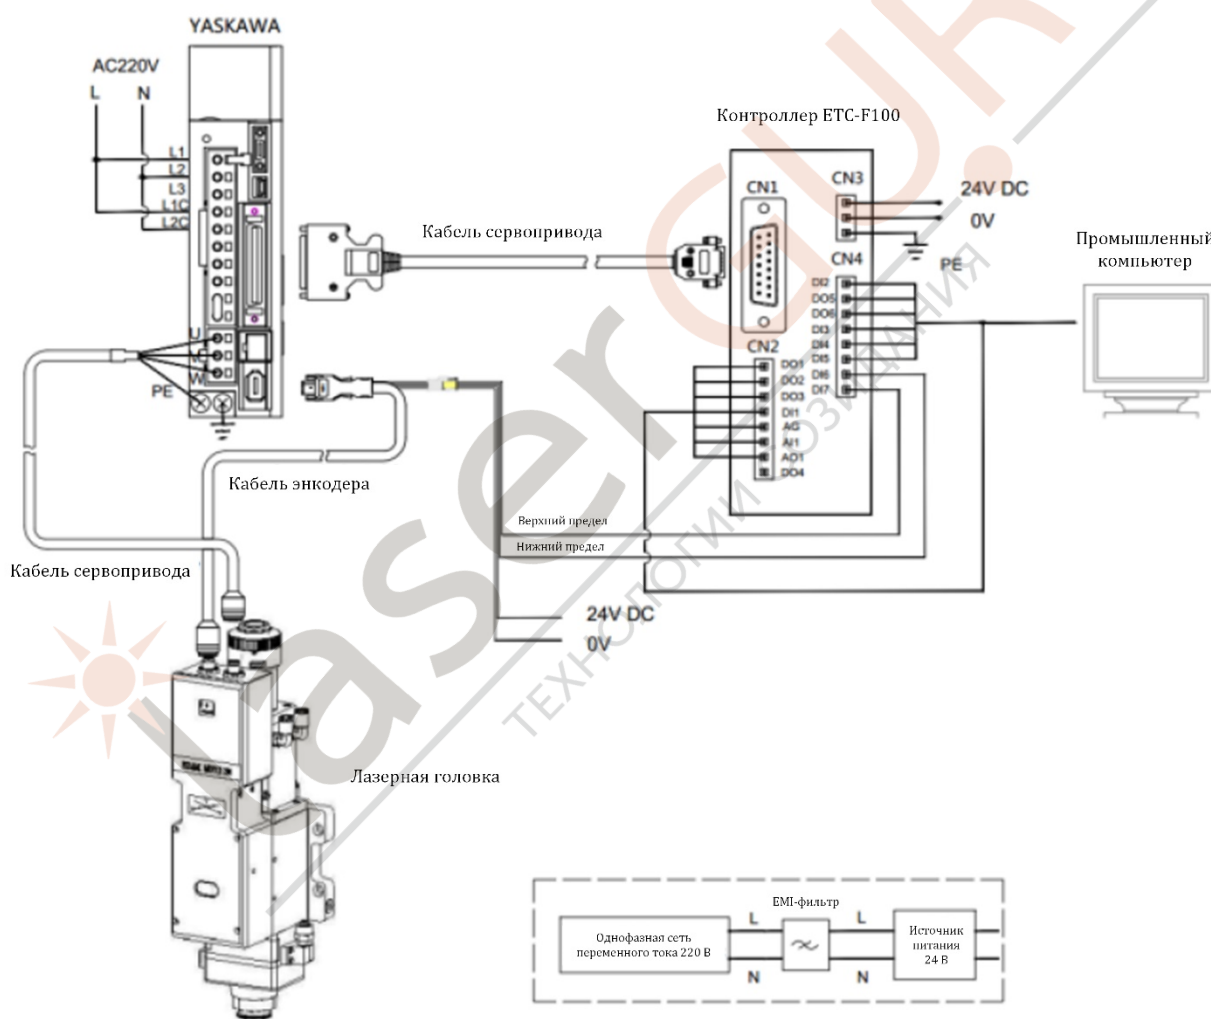 YASKAWA
AC220V
L N
L1
L2
L3
L1C
L2C
U
V
W
PE
Контроллер ETC-F100
CN1
CN3
24V DC
0V
PE
CN4
DI2
DO5
DO6
DI3
DI4
DI5
DI6
DI7
CN2
DO1
DO2
DO3
DI1
AG
AI1
AO1
DO4
Промышленный
компьютер
Кабель сервопривода
Кабель энкодера
Верхний предел
Нижний предел
Кабель сервопривода
24V DC
0V
Лазерная головка
EMI-фильтр
Однофазная сеть
переменного тока 220 В
L L
N N
Источник
питания
24 В
laser GURU
ТЕХНОЛОГИИ СОЗИДАНИЯ